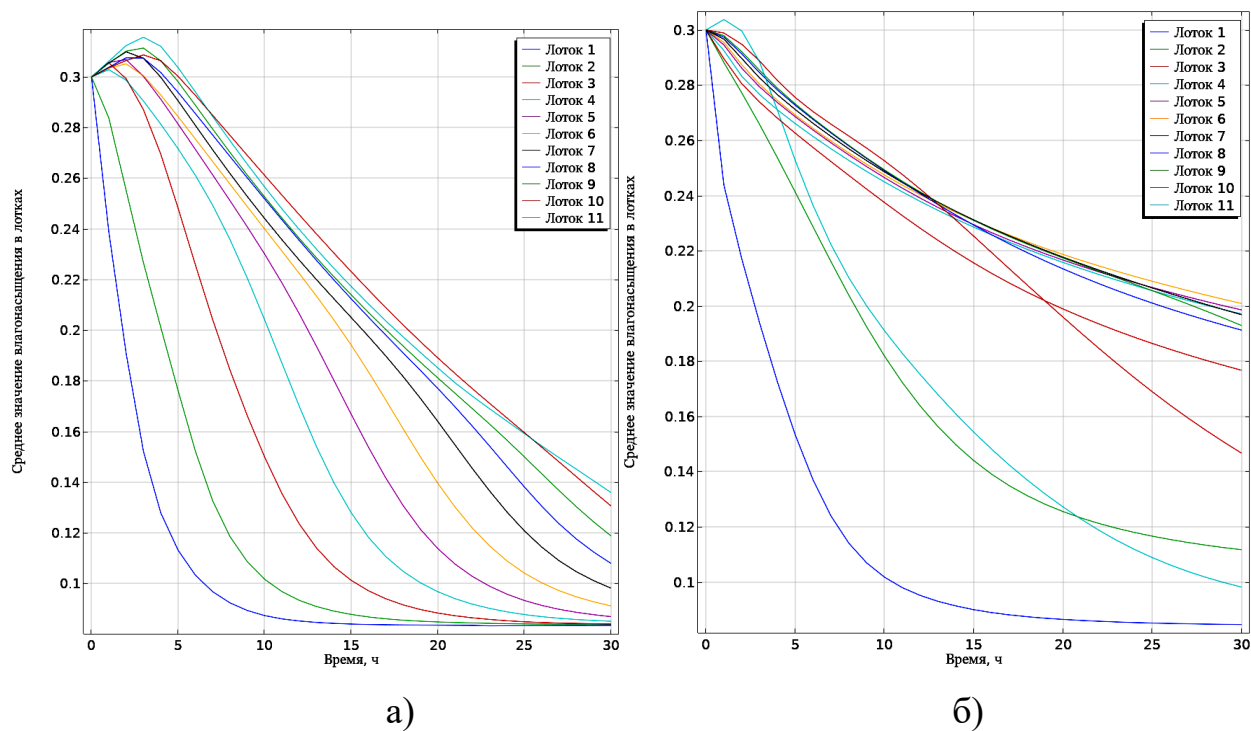 Среднее значение влагонасыщения в лотках
0.3
0.28
0.26
0.24
0.22
0.2
0.18
0.16
0.14
0.12
0.1
0
5
10
15
20
25
30
Время, ч
Лоток 1
Лоток 2
Лоток 3
Лоток 4
Лоток 5
Лоток 6
Лоток 7
Лоток 8
Лоток 9
Лоток 10
Лоток 11
а)
Среднее значение влагонасыщения в лотках
0.3
0.28
0.26
0.24
0.22
0.2
0.18
0.16
0.14
0.12
0.1
0
5
10
15
20
25
30
Время, ч
Лоток 1
Лоток 2
Лоток 3
Лоток 4
Лоток 5
Лоток 6
Лоток 7
Лоток 8
Лоток 9
Лоток 10
Лоток 11
б)